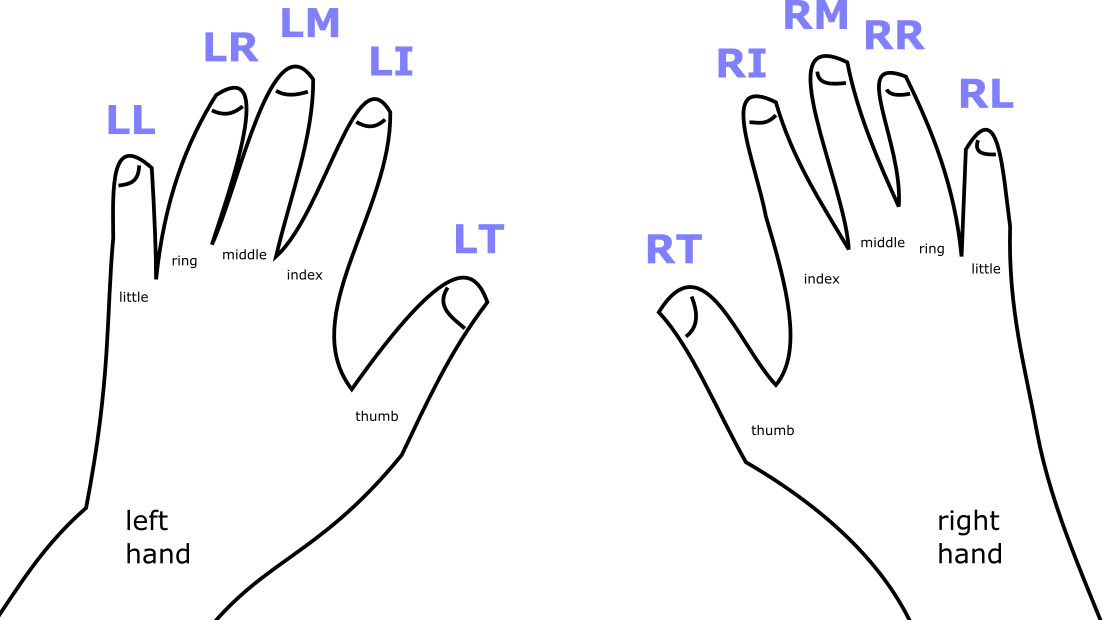 LL
LR
LM
LI
LT
little
ring
middle
index
thumb
left
hand
RT
RI
RM
RR
RL
thumb
index
middle
ring
little
right
hand